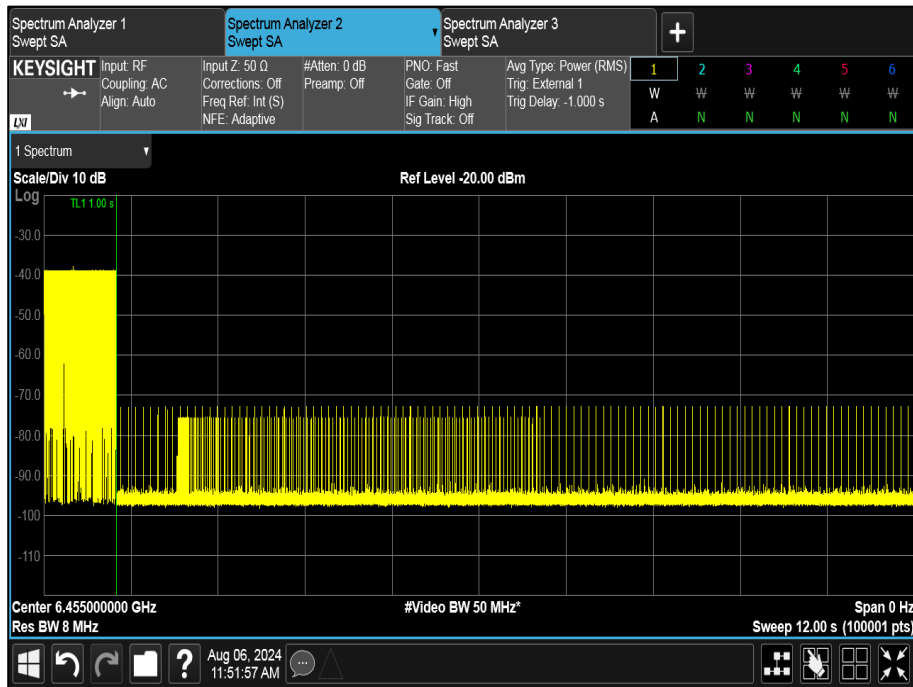 Spectrum Analyzer 1
Swept SA
Spectrum Analyzer 2
Swept SA
Spectrum Analyzer 3
Swept SA
+
KEYSIGHT
LXI
Input: RF
Coupling: AC
Align: Auto
Input Z: 50 Ω
Corrections: Off
Freq Ref: Int (S)
NFE: Adaptive
#Atten: 0 dB
Preamp: Off
PNO: Fast
Gate: Off
IF Gain: High
Sig Track: Off
Avg Type: Power (RMS)
Trig: External 1
Trig Delay: -1.000 s
1 2 3 4 5 6
W W W W W W
A N N N N N
1 Spectrum
Scale/Div 10 dB
Ref Level -20.00 dBm
Log
TL1 1.00 s
-30.0
-40.0
-50.0
-60.0
-70.0
-80.0
-90.0
-100
-110
Center 6.455000000 GHz
#Video BW 50 MHz*
Span 0 Hz
Res BW 8 MHz
Sweep 12.00 s (100001 pts)
?
Aug 06, 2024
11:51:57 AM